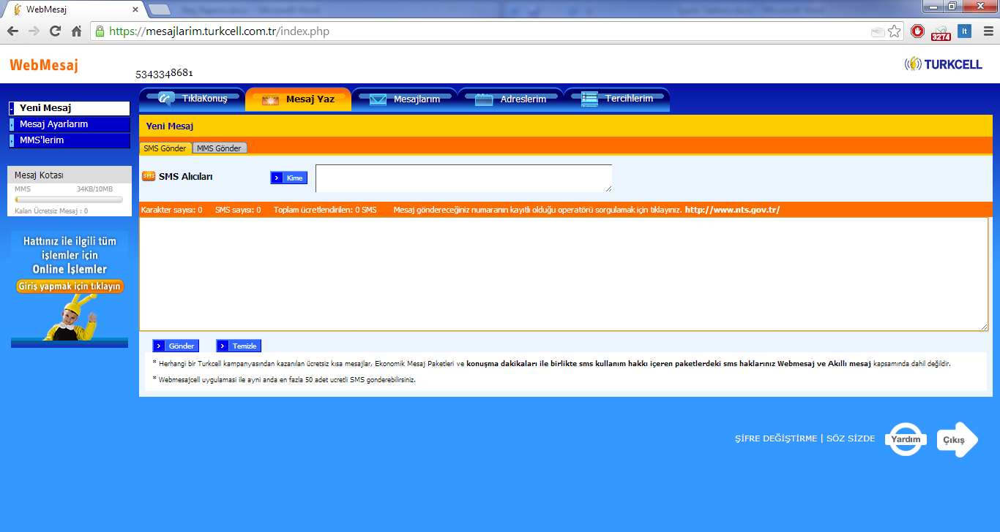 WebMesaj
https://mesajlarim.turkcell.com.tr/index.php
3274
It
WebMesaj
5343348681
TURKCELL
TıklaKonuş
Mesaj Yaz
Mesajlarım
Adreslerim
Tercihlerim
Yeni Mesaj
Mesaj Ayarlarım
MMS'lerim
Mesaj Kotası
MMS 34KB/10MB
Kalan Ücretsiz Mesaj : 0
Hattınız ile ilgili tüm
işlemler için
Online İşlemler
Giriş yapmak için tıklayın
Yeni Mesaj
SMS Gönder
MMS Gönder
SMS
SMS Alıcıları
Kime
Karakter sayısı: 0 SMS sayısı: 0 Toplam ücretlendirilen: 0 SMS Mesaj göndereceğiniz numaranın kayıtlı olduğu operatörü sorgulamak için tıklayınız. http://www.nts.gov.tr/
Gönder
Temizle
* Herhangi bir Turkcell kampanyasından kazanılan ücretsiz kısa mesajlar, Ekonomik Mesaj Paketleri ve konuşma dakikaları ile birlikte sms kullanım hakkı içeren paketlerdeki sms haklarınız Webmesaj ve Akıllı mesaj kapsamında dahil değildir.
* Webmesajcell uygulamasi ile ayni anda en fazla 50 adet ucretli SMS gonderebilirsiniz.
ŞİFRE DEĞİŞTİRME | SÖZ SİZDE
Yardım
Çıkış